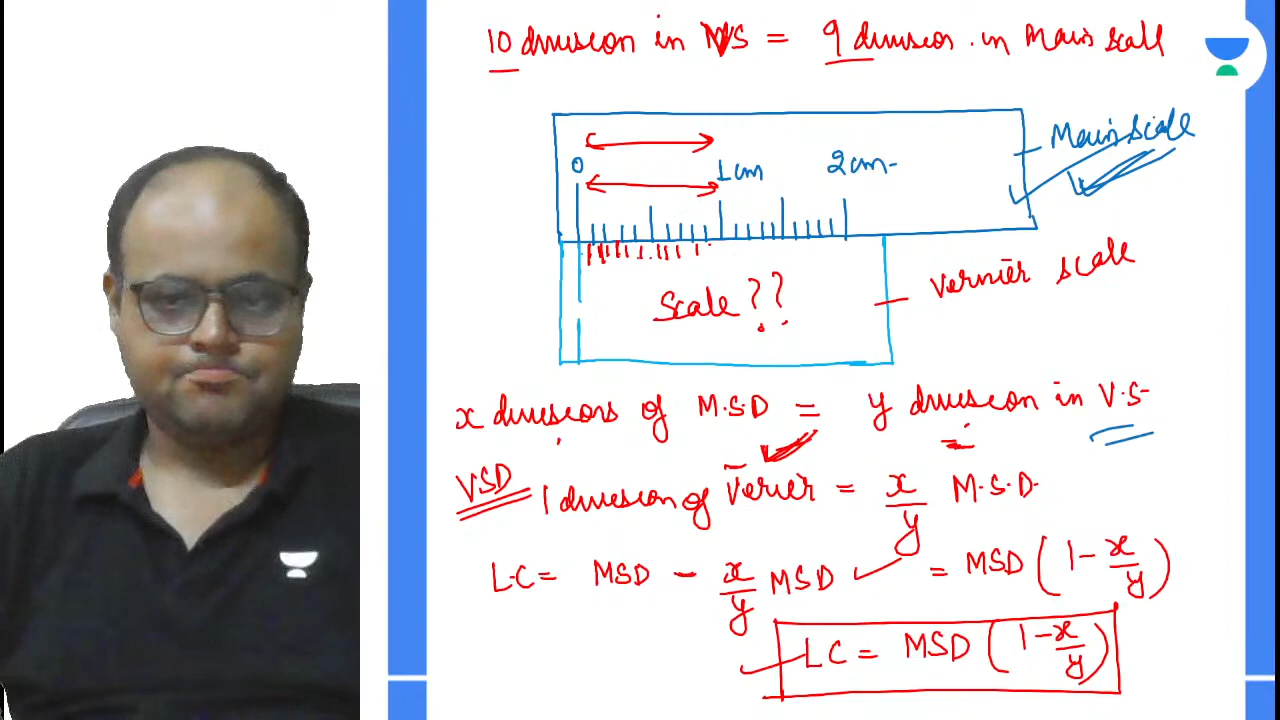 10 division in VS = 9 division in Main Scale
0 1cm 2cm
Main Scale
Scale ??
Vernier scale
x divisions of M.S.D = y division in V.S
VSD
1 division of Verier = x/y M.S.D.
L.C = MSD - x/y MSD = MSD (1 - x/y)
LC = MSD (1 - x/y)